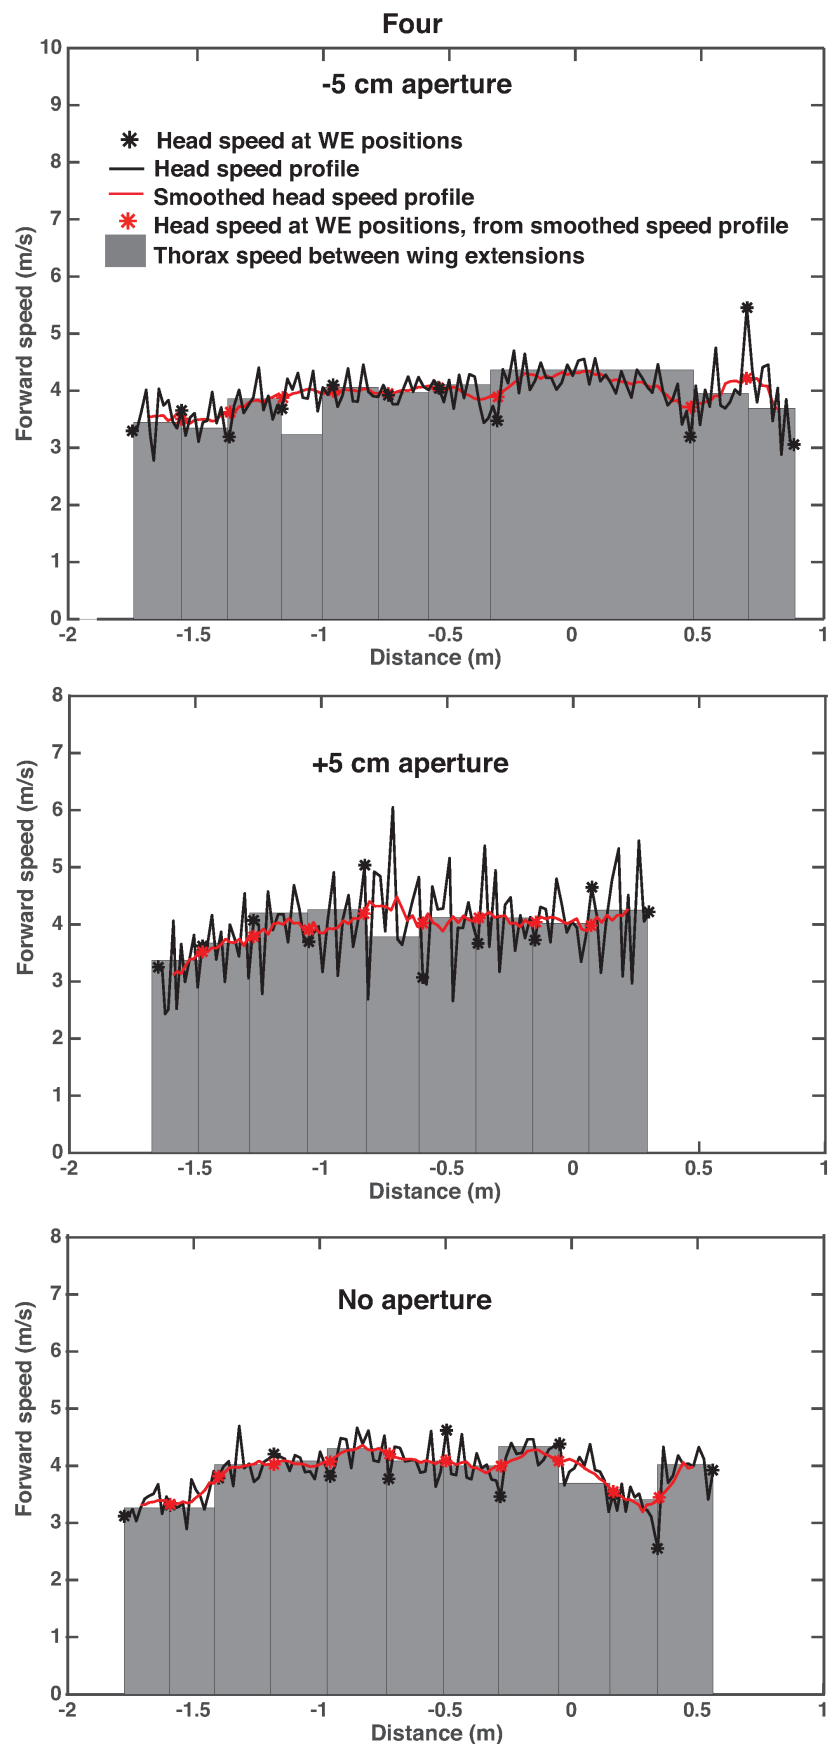 Four
10
-5 cm aperture
9
Head speed at WE positions
8
Head speed profile
Smoothed head speed profile
7
Head speed at WE positions, from smoothed speed profile
Thorax speed between wing extensions
6
5
4
3
2
1
0
Forward speed (m/s)
-2 -1.5 -1 -0.5 0 0.5 1
Distance (m)
8
7
+5 cm aperture
6
5
4
3
2
1
0
Forward speed (m/s)
-2 -1.5 -1 -0.5 0 0.5 1
Distance (m)
8
7
No aperture
6
5
4
3
2
1
0
Forward speed (m/s)
-2 -1.5 -1 -0.5 0 0.5 1
Distance (m)